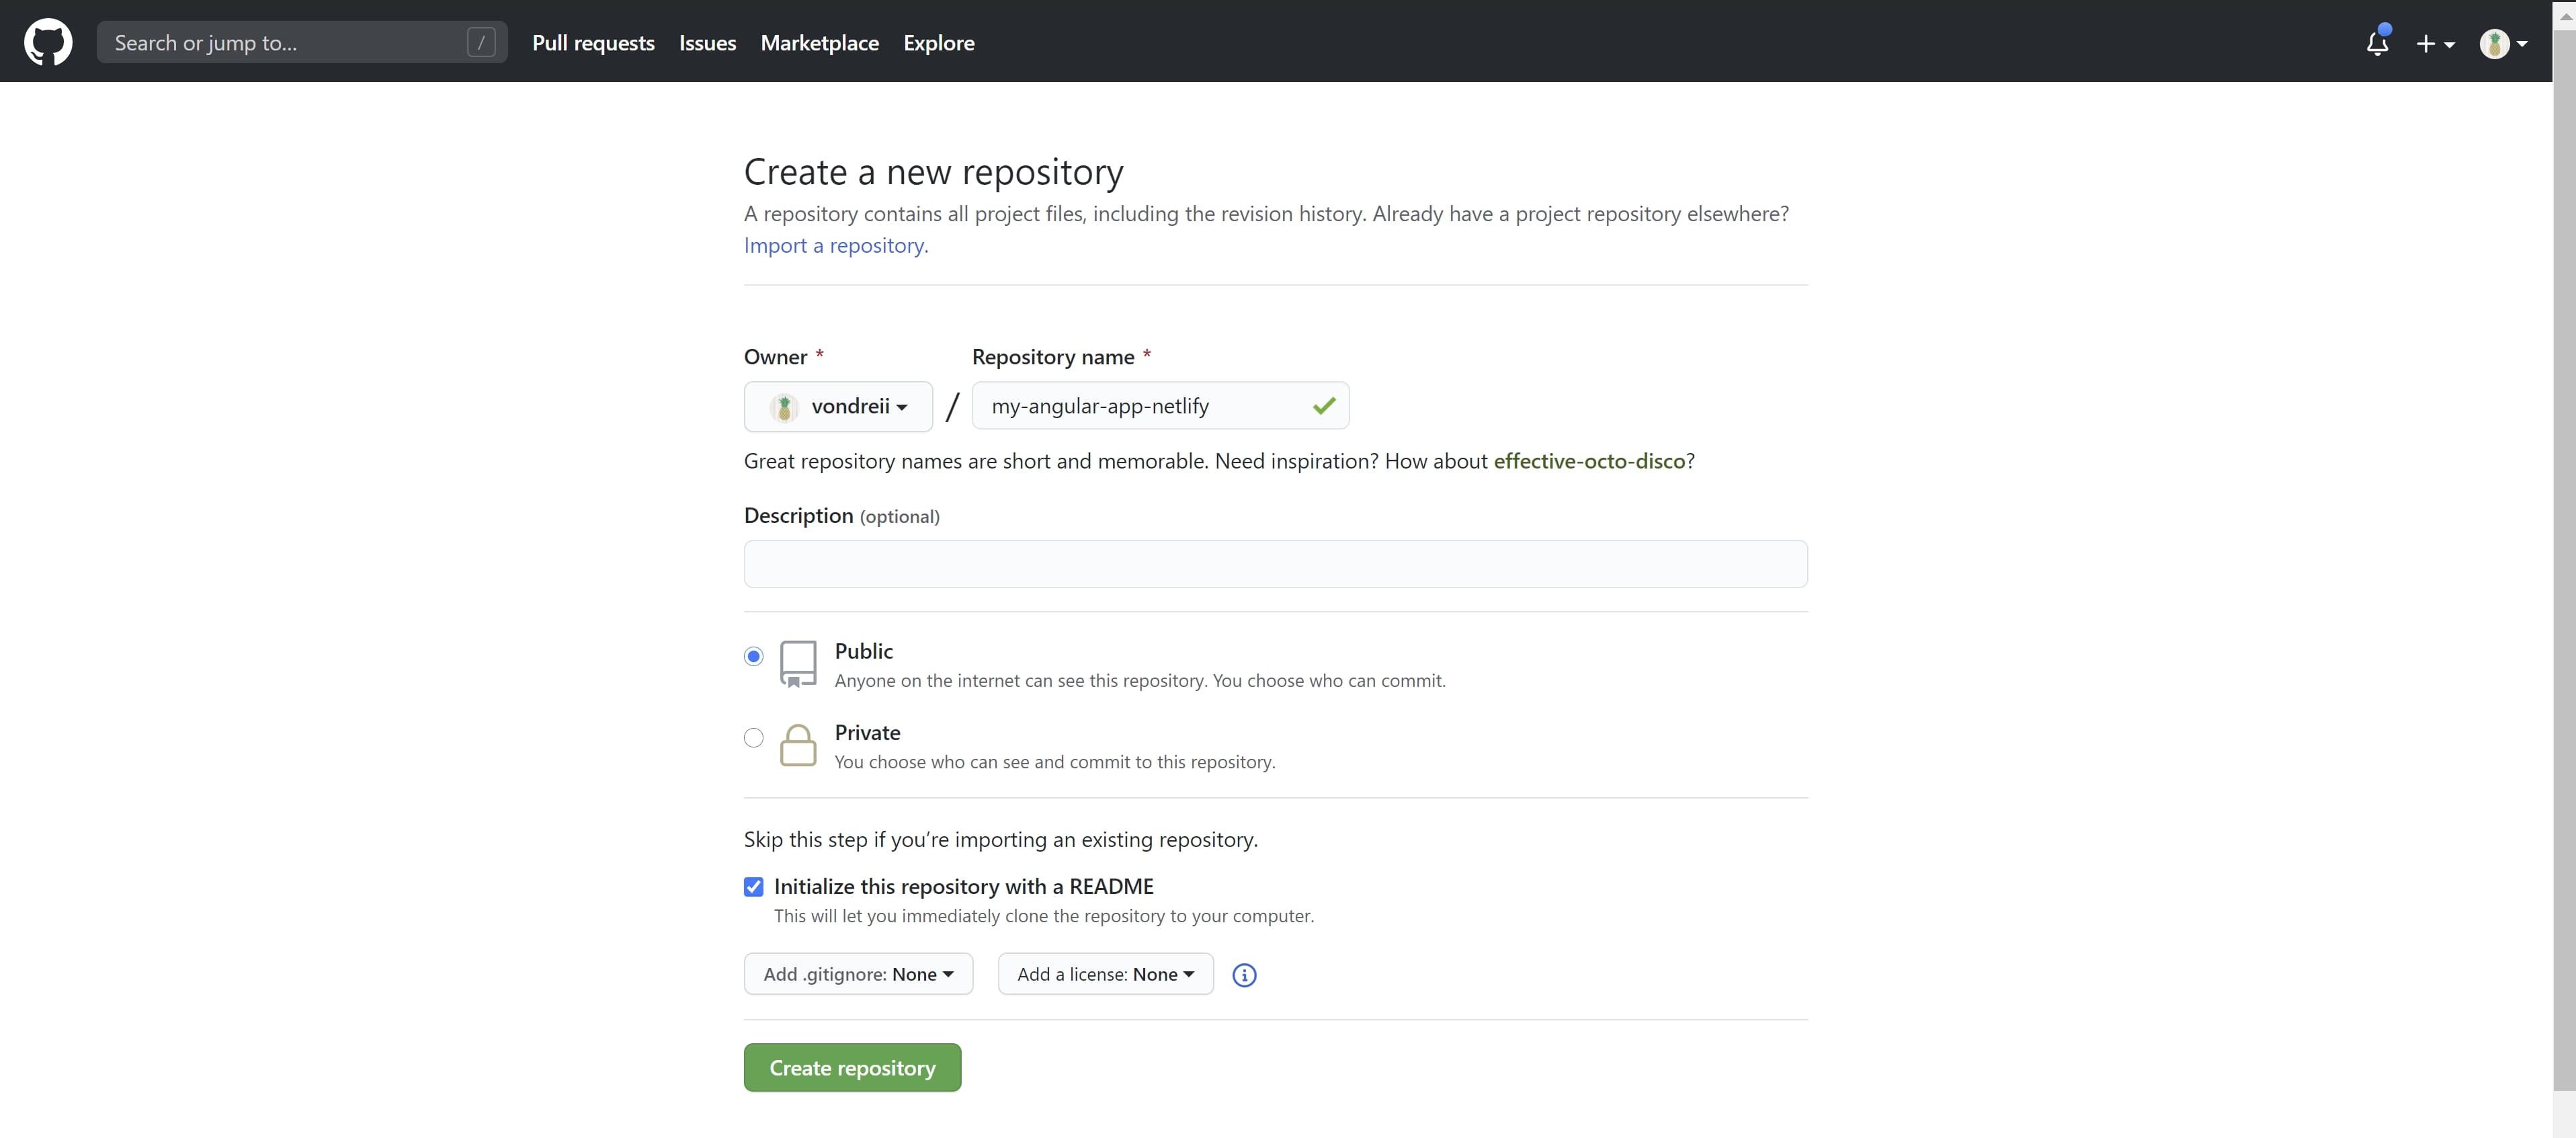 Search or jump to... /
Pull requests Issues Marketplace Explore
Create a new repository
A repository contains all project files, including the revision history. Already have a project repository elsewhere?
Import a repository.
Owner * Repository name *
vondreii / my-angular-app-netlify
Great repository names are short and memorable. Need inspiration? How about effective-octo-disco?
Description (optional)
Public
Anyone on the internet can see this repository. You choose who can commit.
Private
You choose who can see and commit to this repository.
Skip this step if you’re importing an existing repository.
Initialize this repository with a README
This will let you immediately clone the repository to your computer.
Add .gitignore: None Add a license: None
Create repository